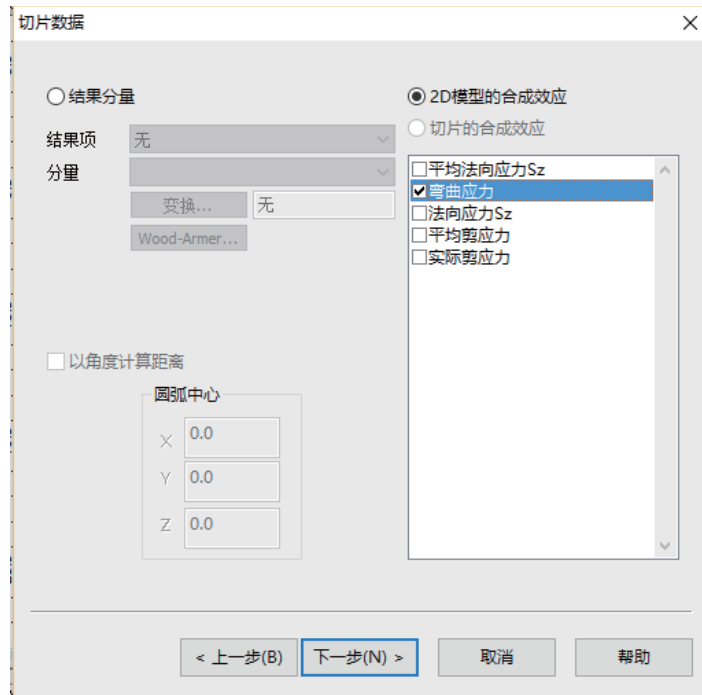 切片数据
结果分量
2D模型的合成效应
切片的合成效应
结果项 无
分量
变换... 无
Wood-Armer...
平均法向应力Sz
弯曲应力
法向应力Sz
平均剪应力
实际剪应力
以角度计算距离
圆弧中心
X 0.0
Y 0.0
Z 0.0
< 上一步(B)
下一步(N) >
取消
帮助